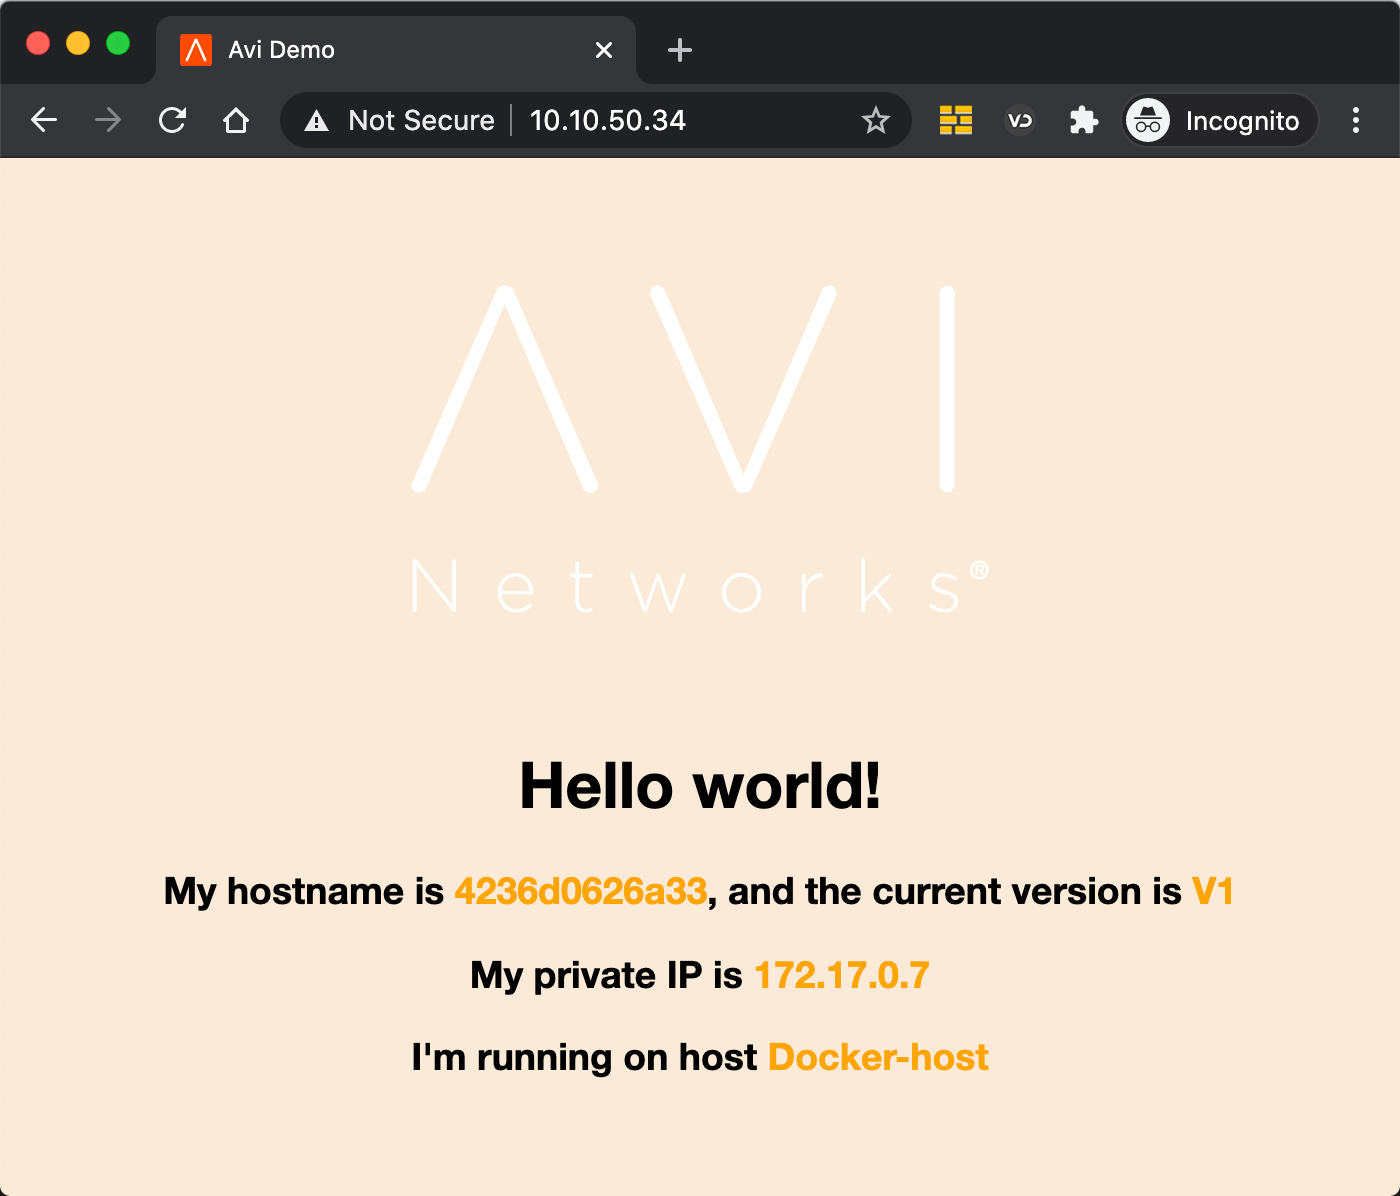 Avi Demo
Not Secure
10.10.50.34
VD
Incognito
AVI
Networks®
Hello world!
My hostname is 4236d0626a33, and the current version is V1
My private IP is 172.17.0.7
I'm running on host Docker-host